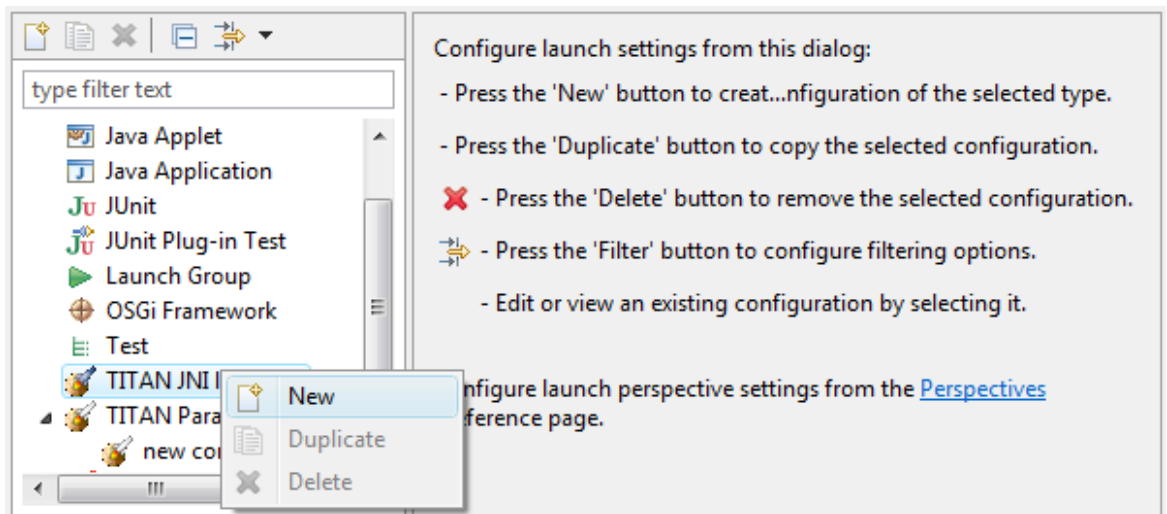 type filter text
Java Applet
Java Application
JUnit
JUnit Plug-in Test
Launch Group
OSGi Framework
Test
TITAN JNI
TITAN Para
new
New
Duplicate
Delete
Configure launch settings from this dialog:
- Press the 'New' button to creat...nfiguration of the selected type.
- Press the 'Duplicate' button to copy the selected configuration.
- Press the 'Delete' button to remove the selected configuration.
- Press the 'Filter' button to configure filtering options.
- Edit or view an existing configuration by selecting it.
nfigure launch perspective settings from the Perspectives
ference page.